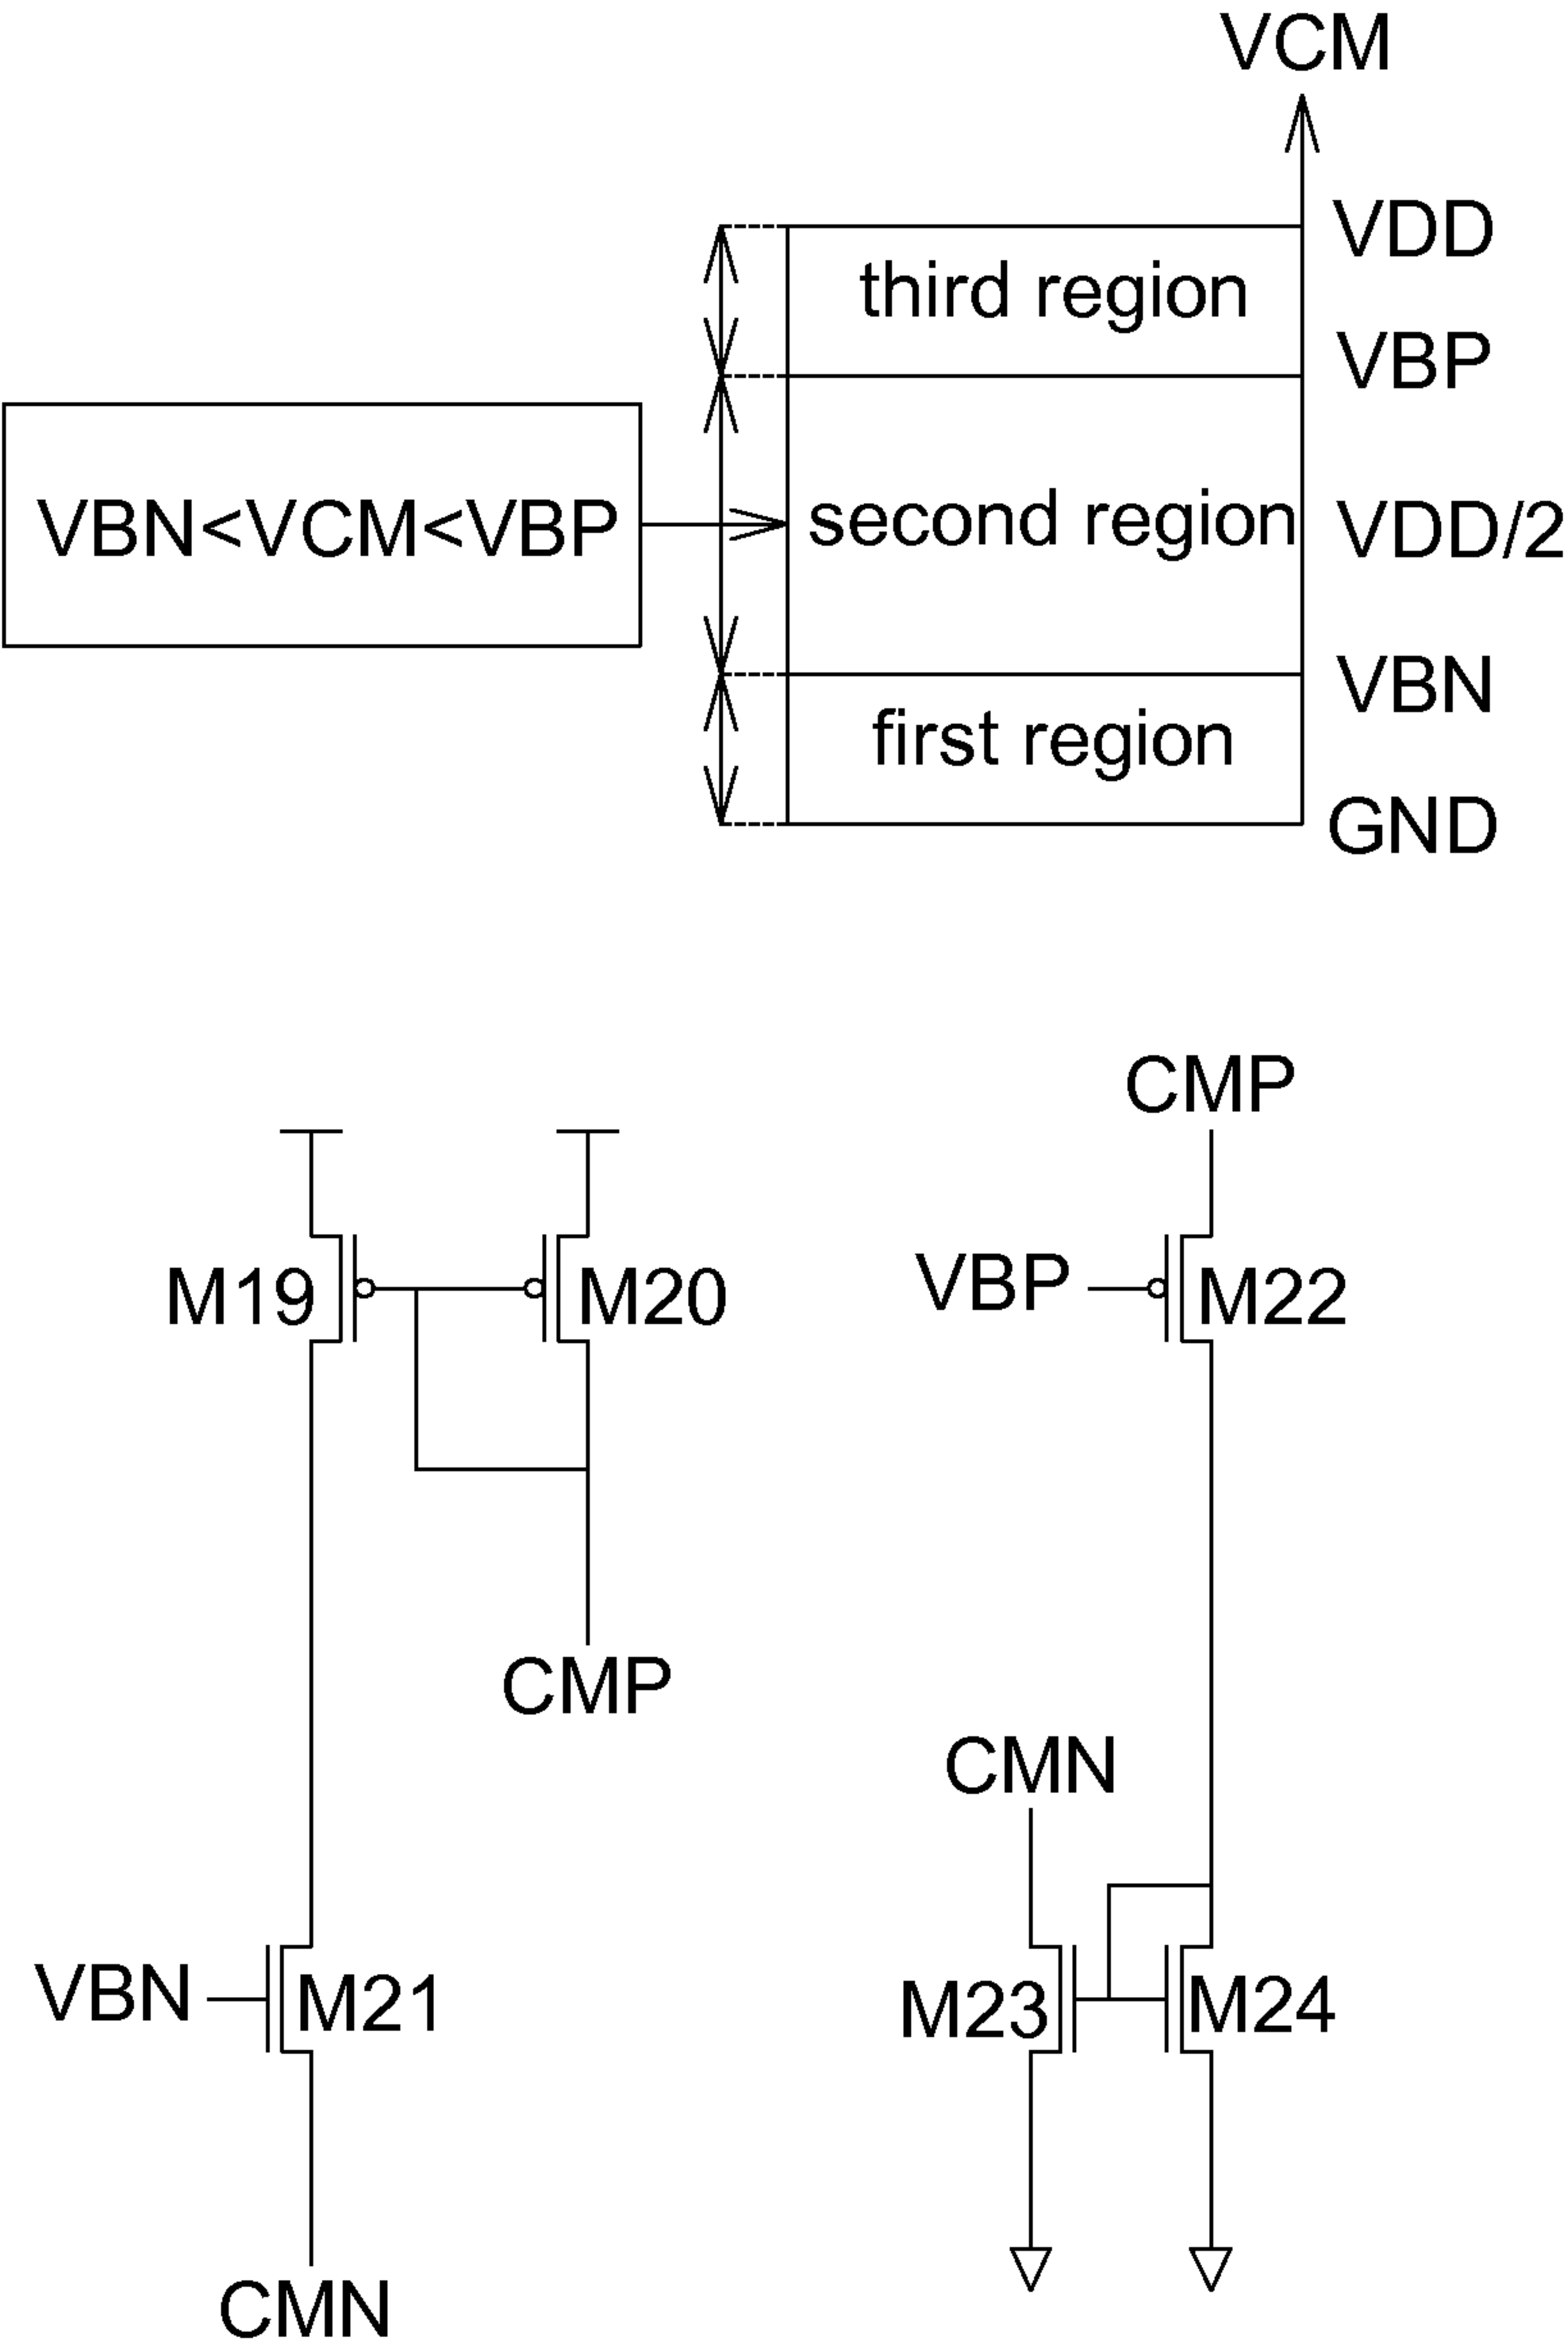 VCM
VDD
third region
VBP
VBN<VCM<VBP
second region
VDD/2
VBN
first region
GND
CMP
M19
M20
VBP
M22
CMP
CMN
VBN
M21
M23
M24
CMN